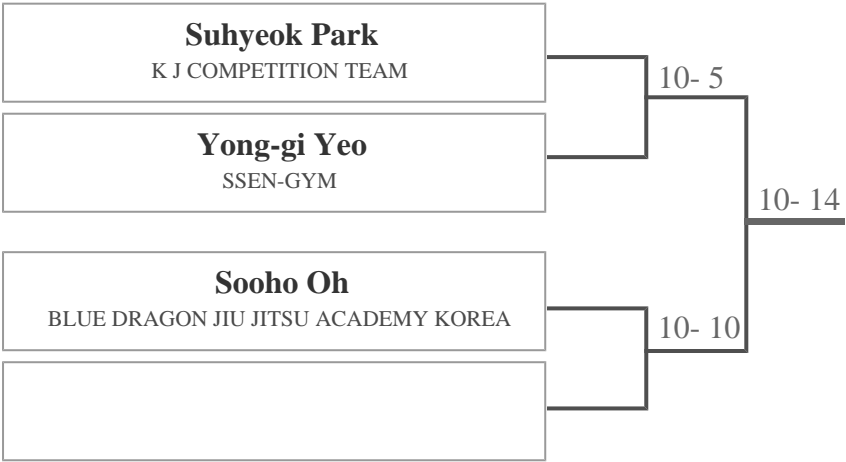 Suhyeok Park
K J COMPETITION TEAM
10- 5
Yong-gi Yeo
SSEN-GYM
10- 14
Sooho Oh
BLUE DRAGON JIU JITSU ACADEMY KOREA
10- 10